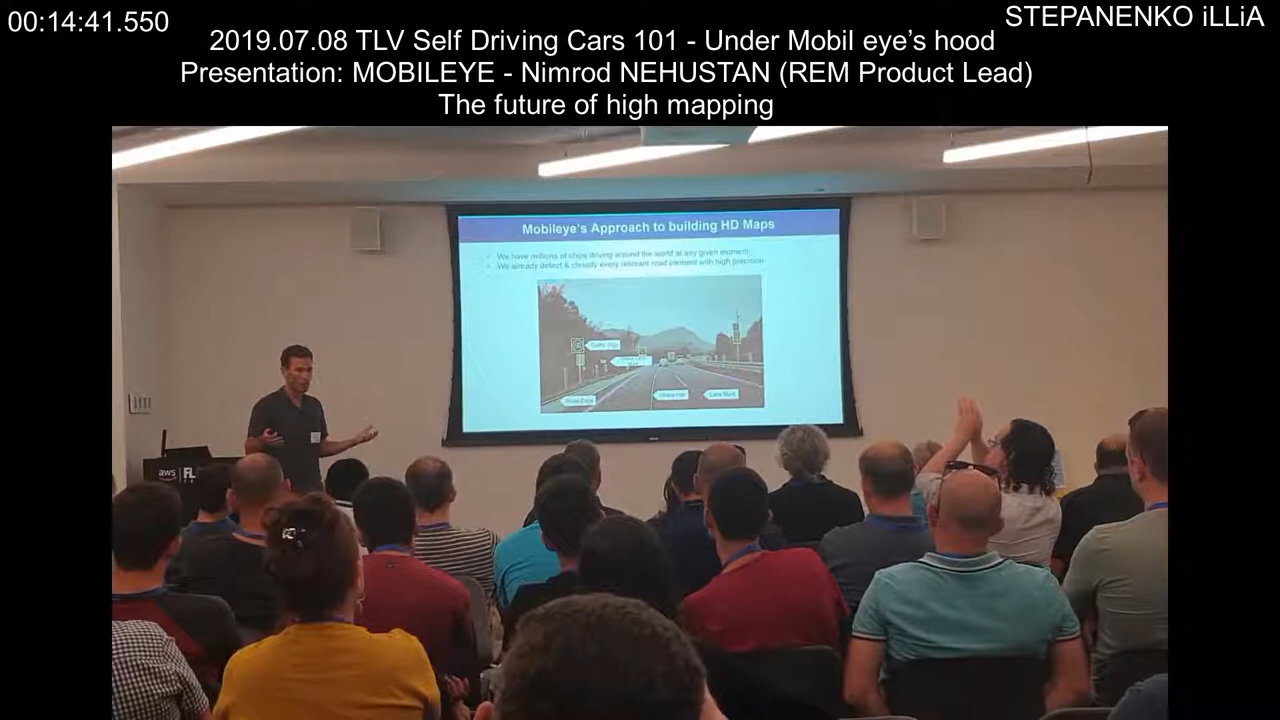 00:14:41.550
STEPANENKO iLLiA
2019.07.08 TLV Self Driving Cars 101 - Under Mobil eye's hood
Presentation: MOBILEYE - Nimrod NEHUSTAN (REM Product Lead)
The future of high mapping
Mobileye's Approach to building HD Maps
We have millions of chips driving around the world at any given moment
We already detect & classify every relevant road element with high precision
Traffic Sign
Road Edge
Lane Mark
aws
FL